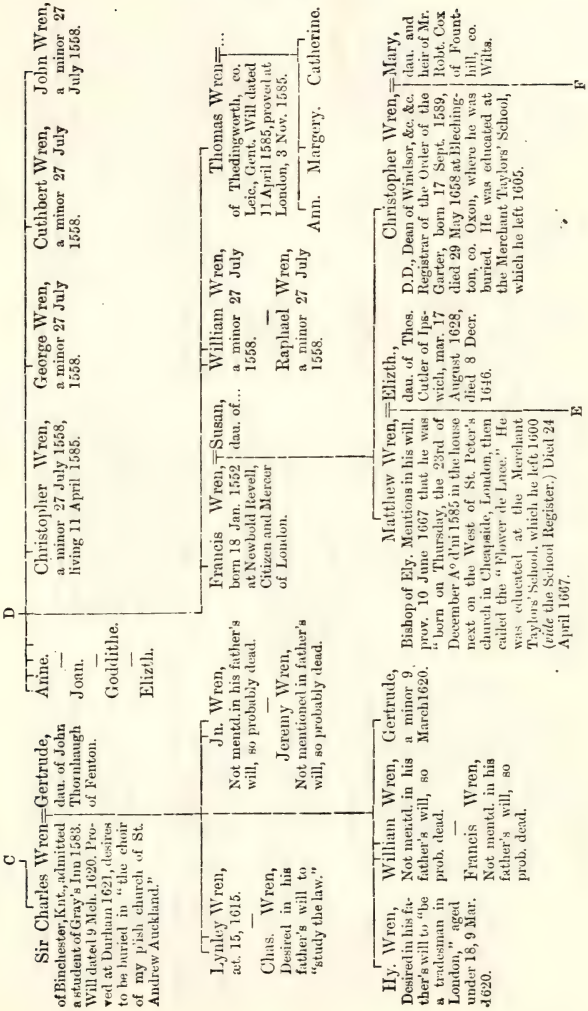 C
D
Sir Charles Wren=Gertrude,
of Binchester, Knt., admitted
a student of Gray's Inn 1583.
Will dated 9 Mch. 1620. Pro-
ved at Durham 1621, desires
to be buried in "the choir
of my p'ish church of St.
Andrew Auckland."
dau. of John
Thornhaugh
of Fenton.
Anne.
—
Joan.
—
Goddithe.
—
Elizth.
Christopher Wren,
a minor 27 July 1558,
living 11 April 1585.
George Wren,
a minor 27 July
1558.
Cuthbert Wren,
a minor 27 July
1558.
John Wren,
a minor 27
July 1558.
Lynley Wren,
aet. 15, 1615.
—
Chas. Wren,
Desired in his
father's will to
"study the law."
Jn. Wren,
Not mentd. in his father's
will, so probably dead.
—
Jeremy Wren,
Not mentioned in father's
will, so probably dead.
Francis Wren,=Susan,
born 18 Jan. 1552
at Newbold Revell,
Citizen and Mercer
of London.
dau. of...
William Wren,
a minor 27 July
1558.
—
Raphael Wren,
a minor 27 July
1558.
Thomas Wren=...
of Thedingworth, co.
Leic., Gent. Will dated
11 April 1585, proved at
London, 3 Nov. 1585.
Ann. Margery. Catherine.
Hy. Wren,
Desired in his fa-
ther's will to "be
a tradesman in
London," aged
under 18, 9 Mar.
1620.
William Wren,
Not mentd. in his
father's will, so
prob. dead.
—
Francis Wren,
Not mentd. in his
father's will, so
prob. dead.
Gertrude,
a minor 9
March 1620.
Matthew Wren,=Elizth.,
Bishop of Ely. Mentions in his will,
prov. 10 June 1667 that he was
"born on Thursday, the 23rd of
December Aº d'ni 1585 in the house
next on the West of St. Peter's
church in Cheapside, London, then
called the "Flower de Luce." He
was educated at the Merchant
Taylors' School, which he left 1600
(vide the School Register.) Died 24
April 1667.
dau. of Thos.
Cutler of Ips-
wich, mar. 17
August 1628,
died 8 Decr.
1646.
Christopher Wren,=Mary,
D.D., Dean of Windsor, &c. &c.
Registrar of the Order of the
Garter, born 17 Sept. 1589,
died 29 May 1658 at Bleching-
ton, co. Oxon, where he was
buried. He was educated at
the Merchant Taylors' School,
which he left 1605.
dau. and
heir of Mr.
Robt. Cox
of Fount-
hill, co.
Wilts.
E
F